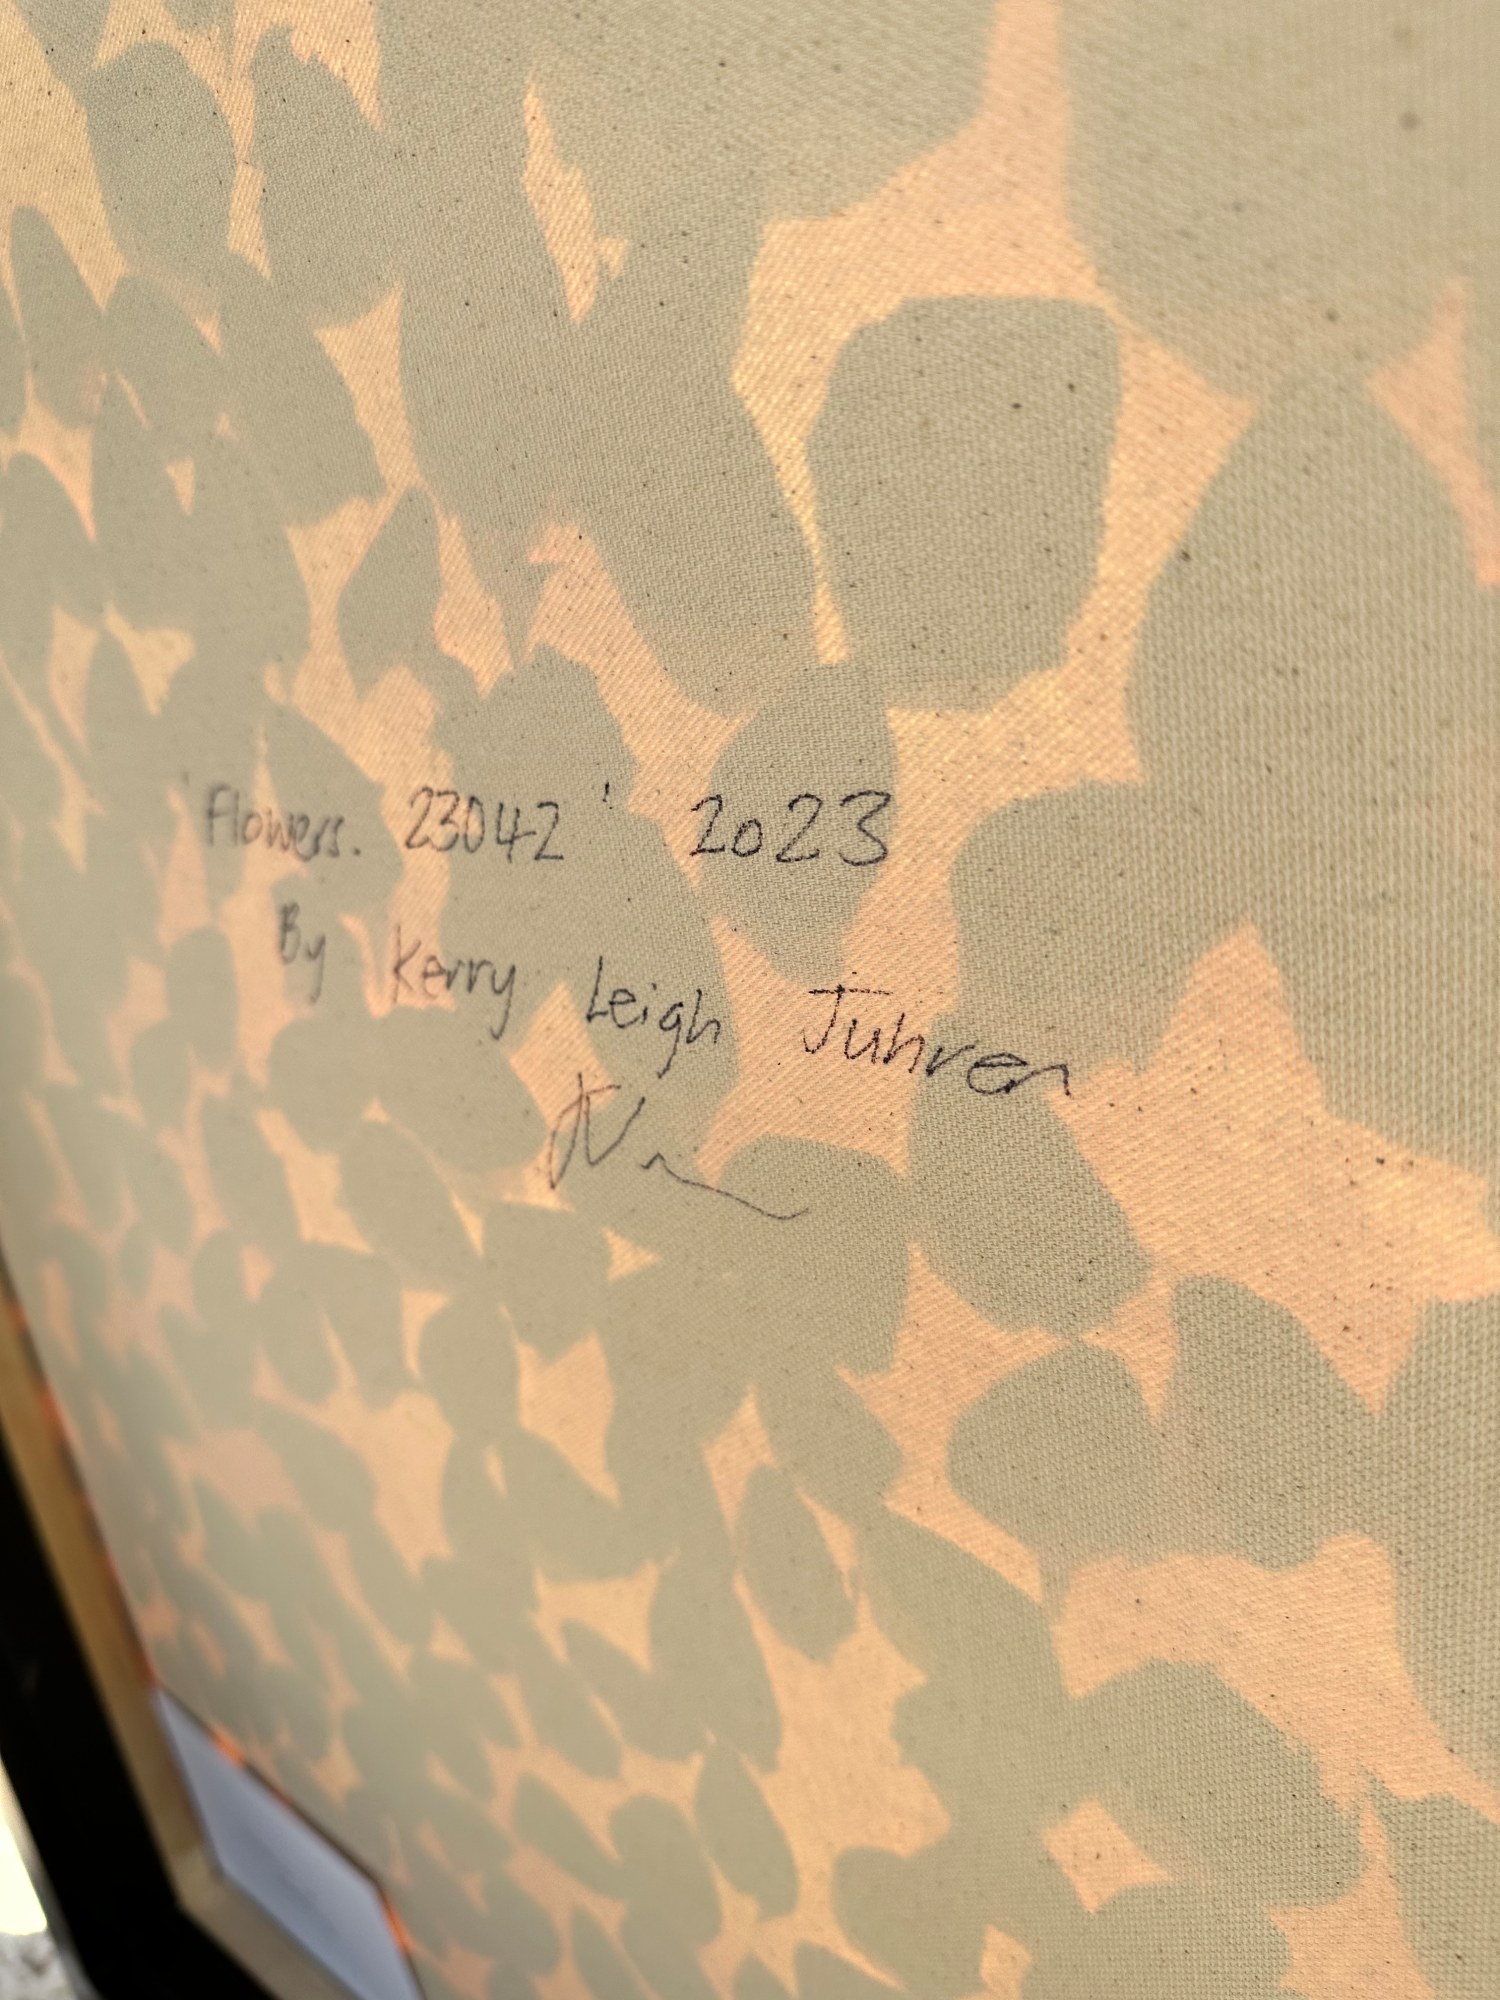 'Flowers. 23042' 2023
By Kerry Leigh Juhren